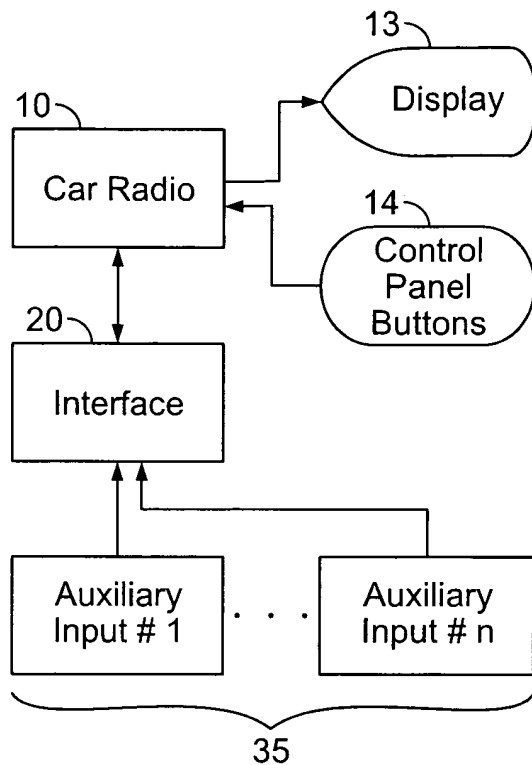 13
Display
10
Car Radio
14
Control
Panel
Buttons
20
Interface
Auxiliary
Input # 1
. . .
Auxiliary
Input # n
35